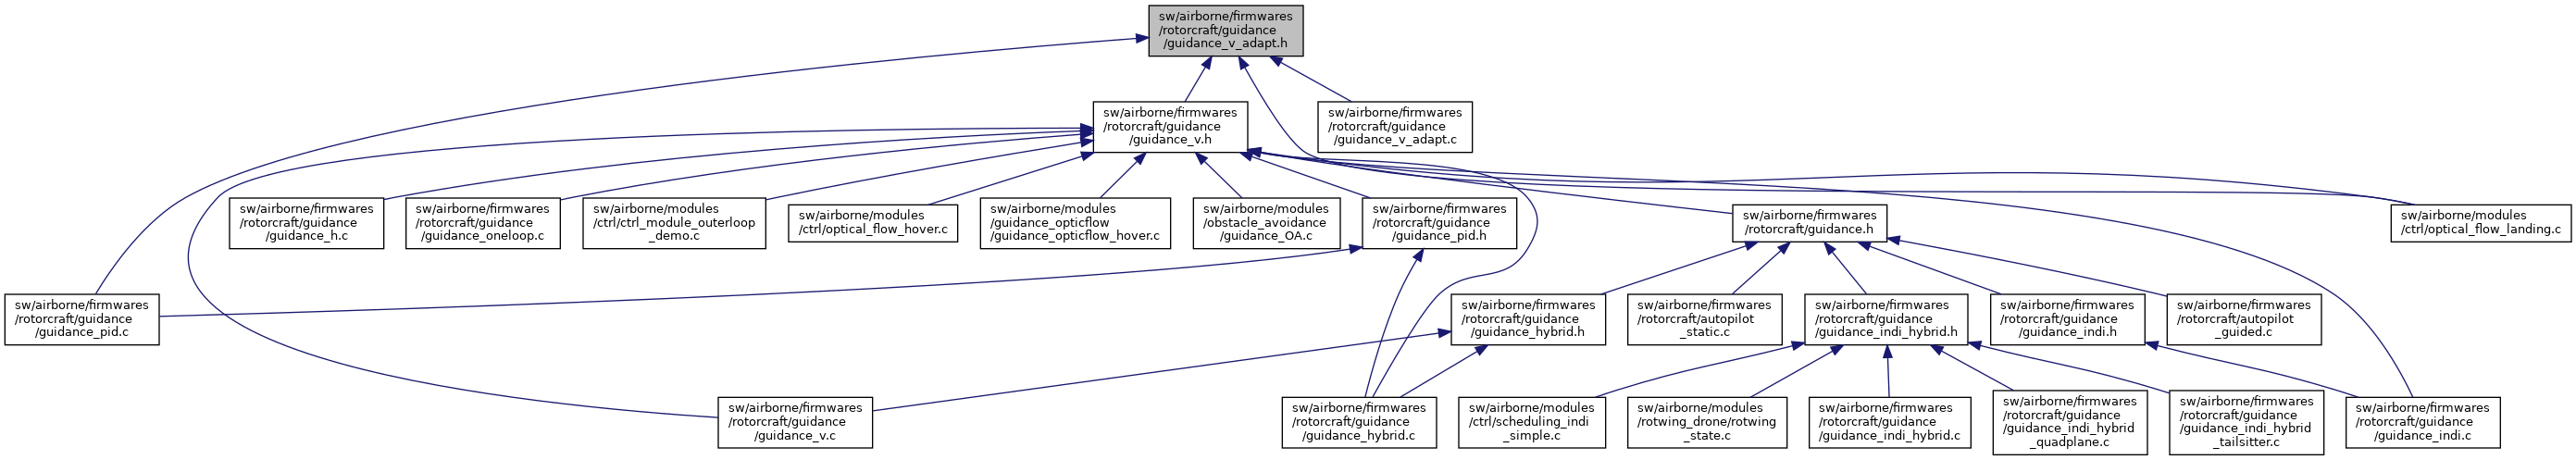 sw/airborne/firmwares
/rotorcraft/guidance
/guidance_v_adapt.h
sw/airborne/firmwares
/rotorcraft/guidance
/guidance_v.h
sw/airborne/firmwares
/rotorcraft/guidance
/guidance_v_adapt.c
sw/airborne/firmwares
/rotorcraft/guidance
/guidance_h.c
sw/airborne/firmwares
/rotorcraft/guidance
/guidance_oneloop.c
sw/airborne/modules
/ctrl/ctrl_module_outerloop
_demo.c
sw/airborne/modules
/ctrl/optical_flow_hover.c
sw/airborne/modules
/guidance_opticflow
/guidance_opticflow_hover.c
sw/airborne/modules
/obstacle_avoidance
/guidance_OA.c
sw/airborne/firmwares
/rotorcraft/guidance
/guidance_pid.h
sw/airborne/firmwares
/rotorcraft/guidance.h
sw/airborne/modules
/ctrl/optical_flow_landing.c
sw/airborne/firmwares
/rotorcraft/guidance
/guidance_pid.c
sw/airborne/firmwares
/rotorcraft/guidance
/guidance_hybrid.h
sw/airborne/firmwares
/rotorcraft/autopilot
_static.c
sw/airborne/firmwares
/rotorcraft/guidance
/guidance_indi_hybrid.h
sw/airborne/firmwares
/rotorcraft/guidance
/guidance_indi.h
sw/airborne/firmwares
/rotorcraft/autopilot
_guided.c
sw/airborne/firmwares
/rotorcraft/guidance
/guidance_v.c
sw/airborne/firmwares
/rotorcraft/guidance
/guidance_hybrid.c
sw/airborne/modules
/ctrl/scheduling_indi
_simple.c
sw/airborne/modules
/rotwing_drone/rotwing
_state.c
sw/airborne/firmwares
/rotorcraft/guidance
/guidance_indi_hybrid.c
sw/airborne/firmwares
/rotorcraft/guidance
/guidance_indi_hybrid
_quadplane.c
sw/airborne/firmwares
/rotorcraft/guidance
/guidance_indi_hybrid
_tailsitter.c
sw/airborne/firmwares
/rotorcraft/guidance
/guidance_indi.c